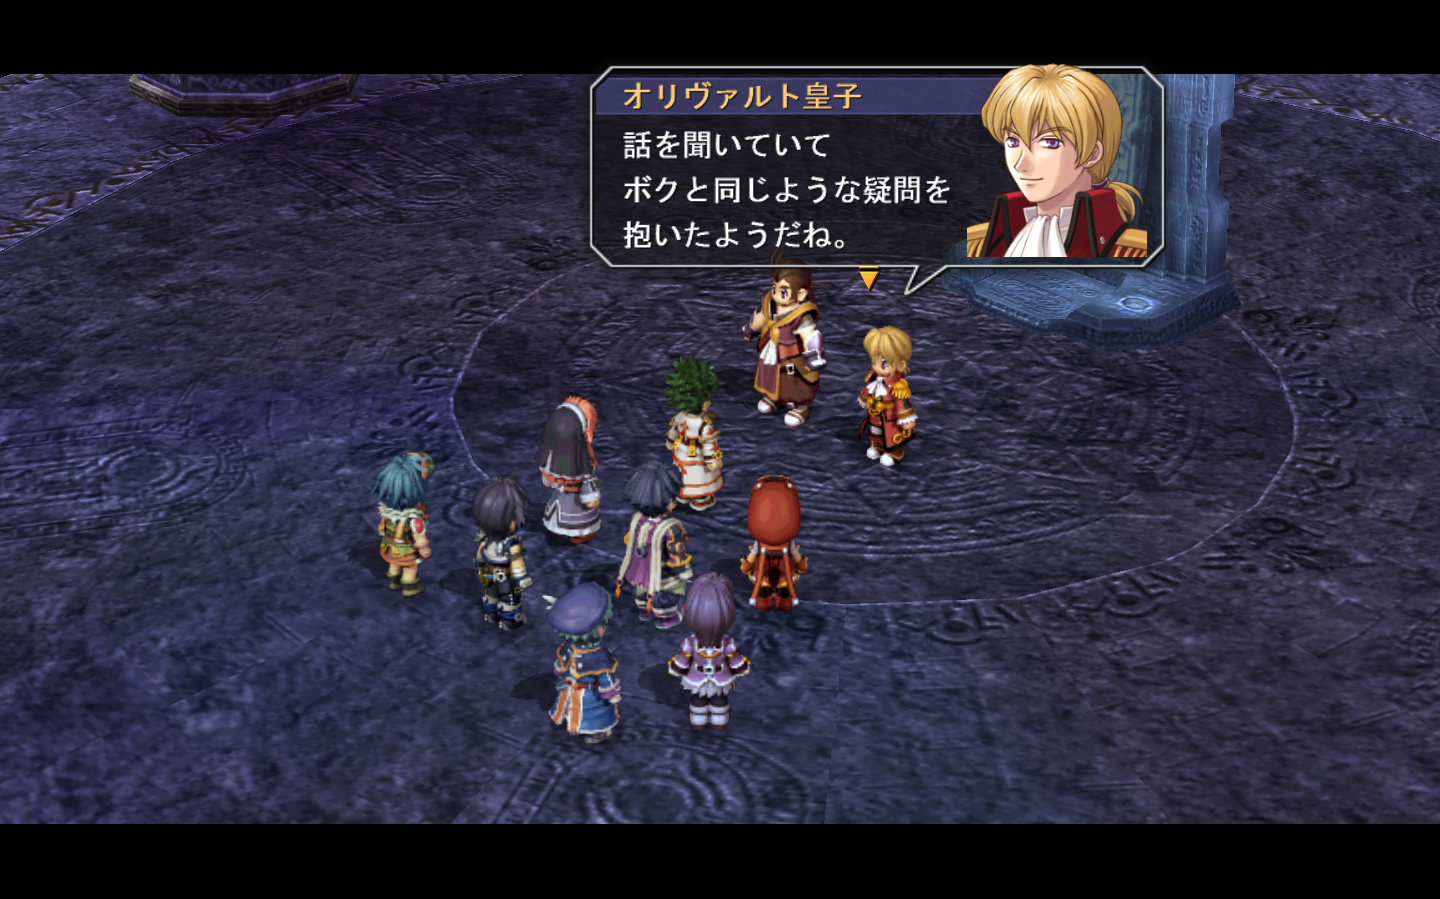 オリヴァルト皇子
話を聞いていて
ボクと同じような疑問を
抱いたようだね。